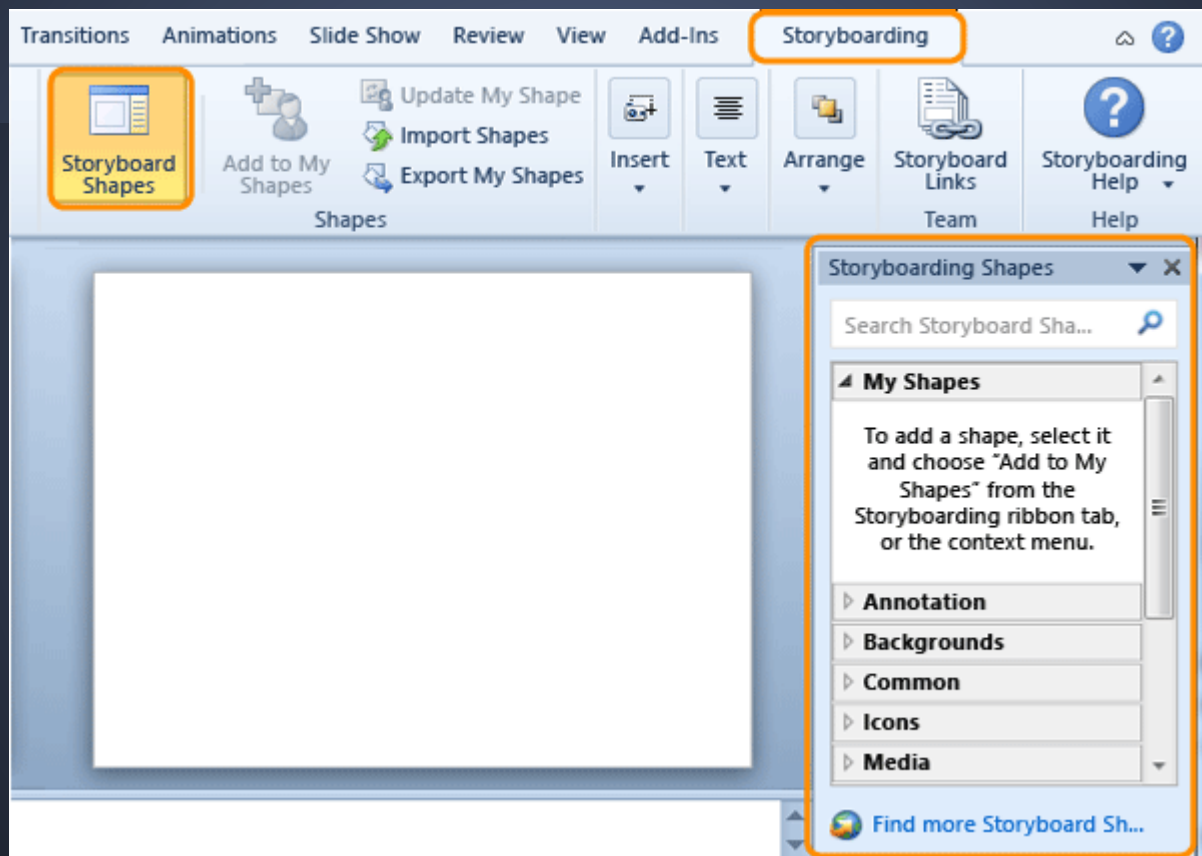 Transitions Animations Slide Show Review View Add-Ins Storyboarding
Storyboard
Shapes
Add to My
Shapes
Update My Shape
Import Shapes
Export My Shapes
Shapes
Insert
Text
Arrange
Storyboard
Links
Team
Storyboarding
Help
Help
Storyboarding Shapes
Search Storyboard Sha...
My Shapes
To add a shape, select it
and choose "Add to My
Shapes" from the
Storyboarding ribbon tab,
or the context menu.
Annotation
Backgrounds
Common
Icons
Media
Find more Storyboard Sh...